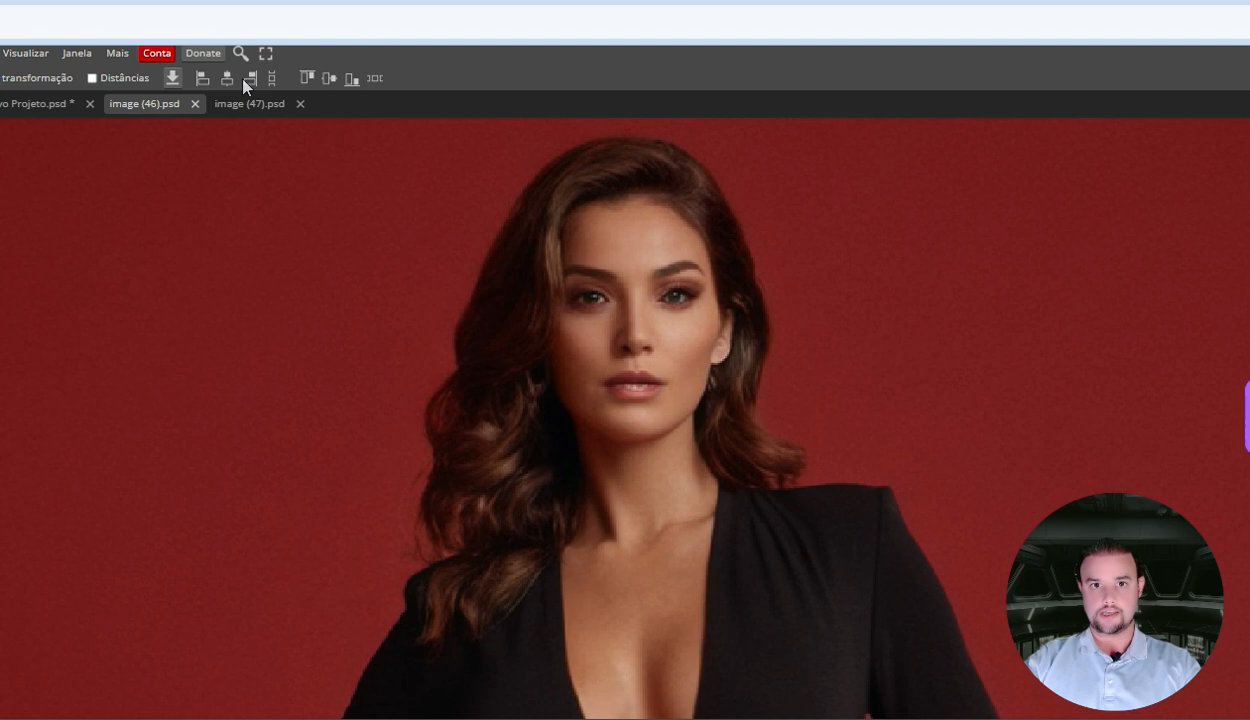 Visualizar Janela Mais Conta Donate
transformação Distâncias
vo Projeto.psd * image (46).psd image (47).psd